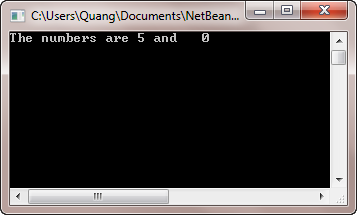 C:\Users\Quang\Documents\NetBean...
The numbers are 5 and   0